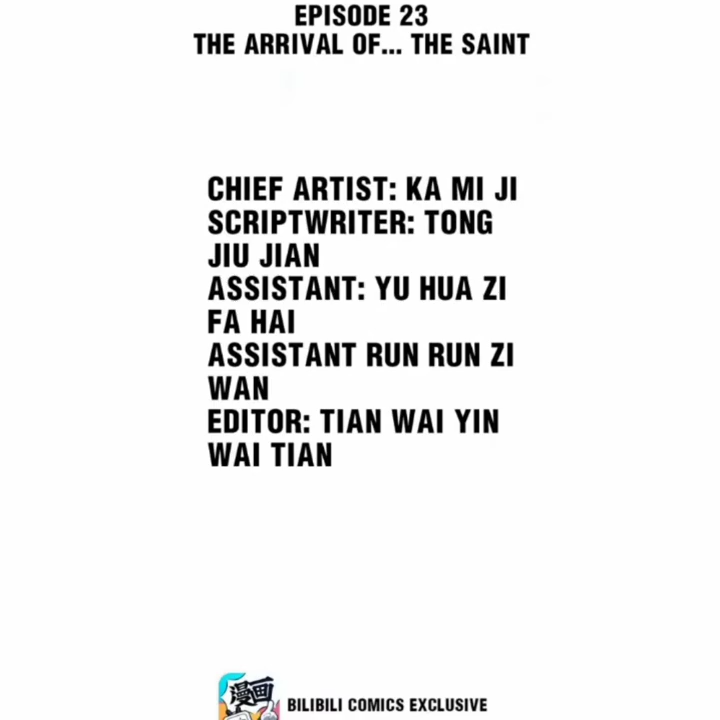 EPISODE 23
THE ARRIVAL OF... THE SAINT
CHIEF ARTIST: KA MI JI
SCRIPTWRITER: TONG
JIU JIAN
ASSISTANT: YU HUA ZI
FA HAI
ASSISTANT RUN RUN ZI
WAN
EDITOR: TIAN WAI YIN
WAI TIAN
漫画
BILIBILI COMICS EXCLUSIVE